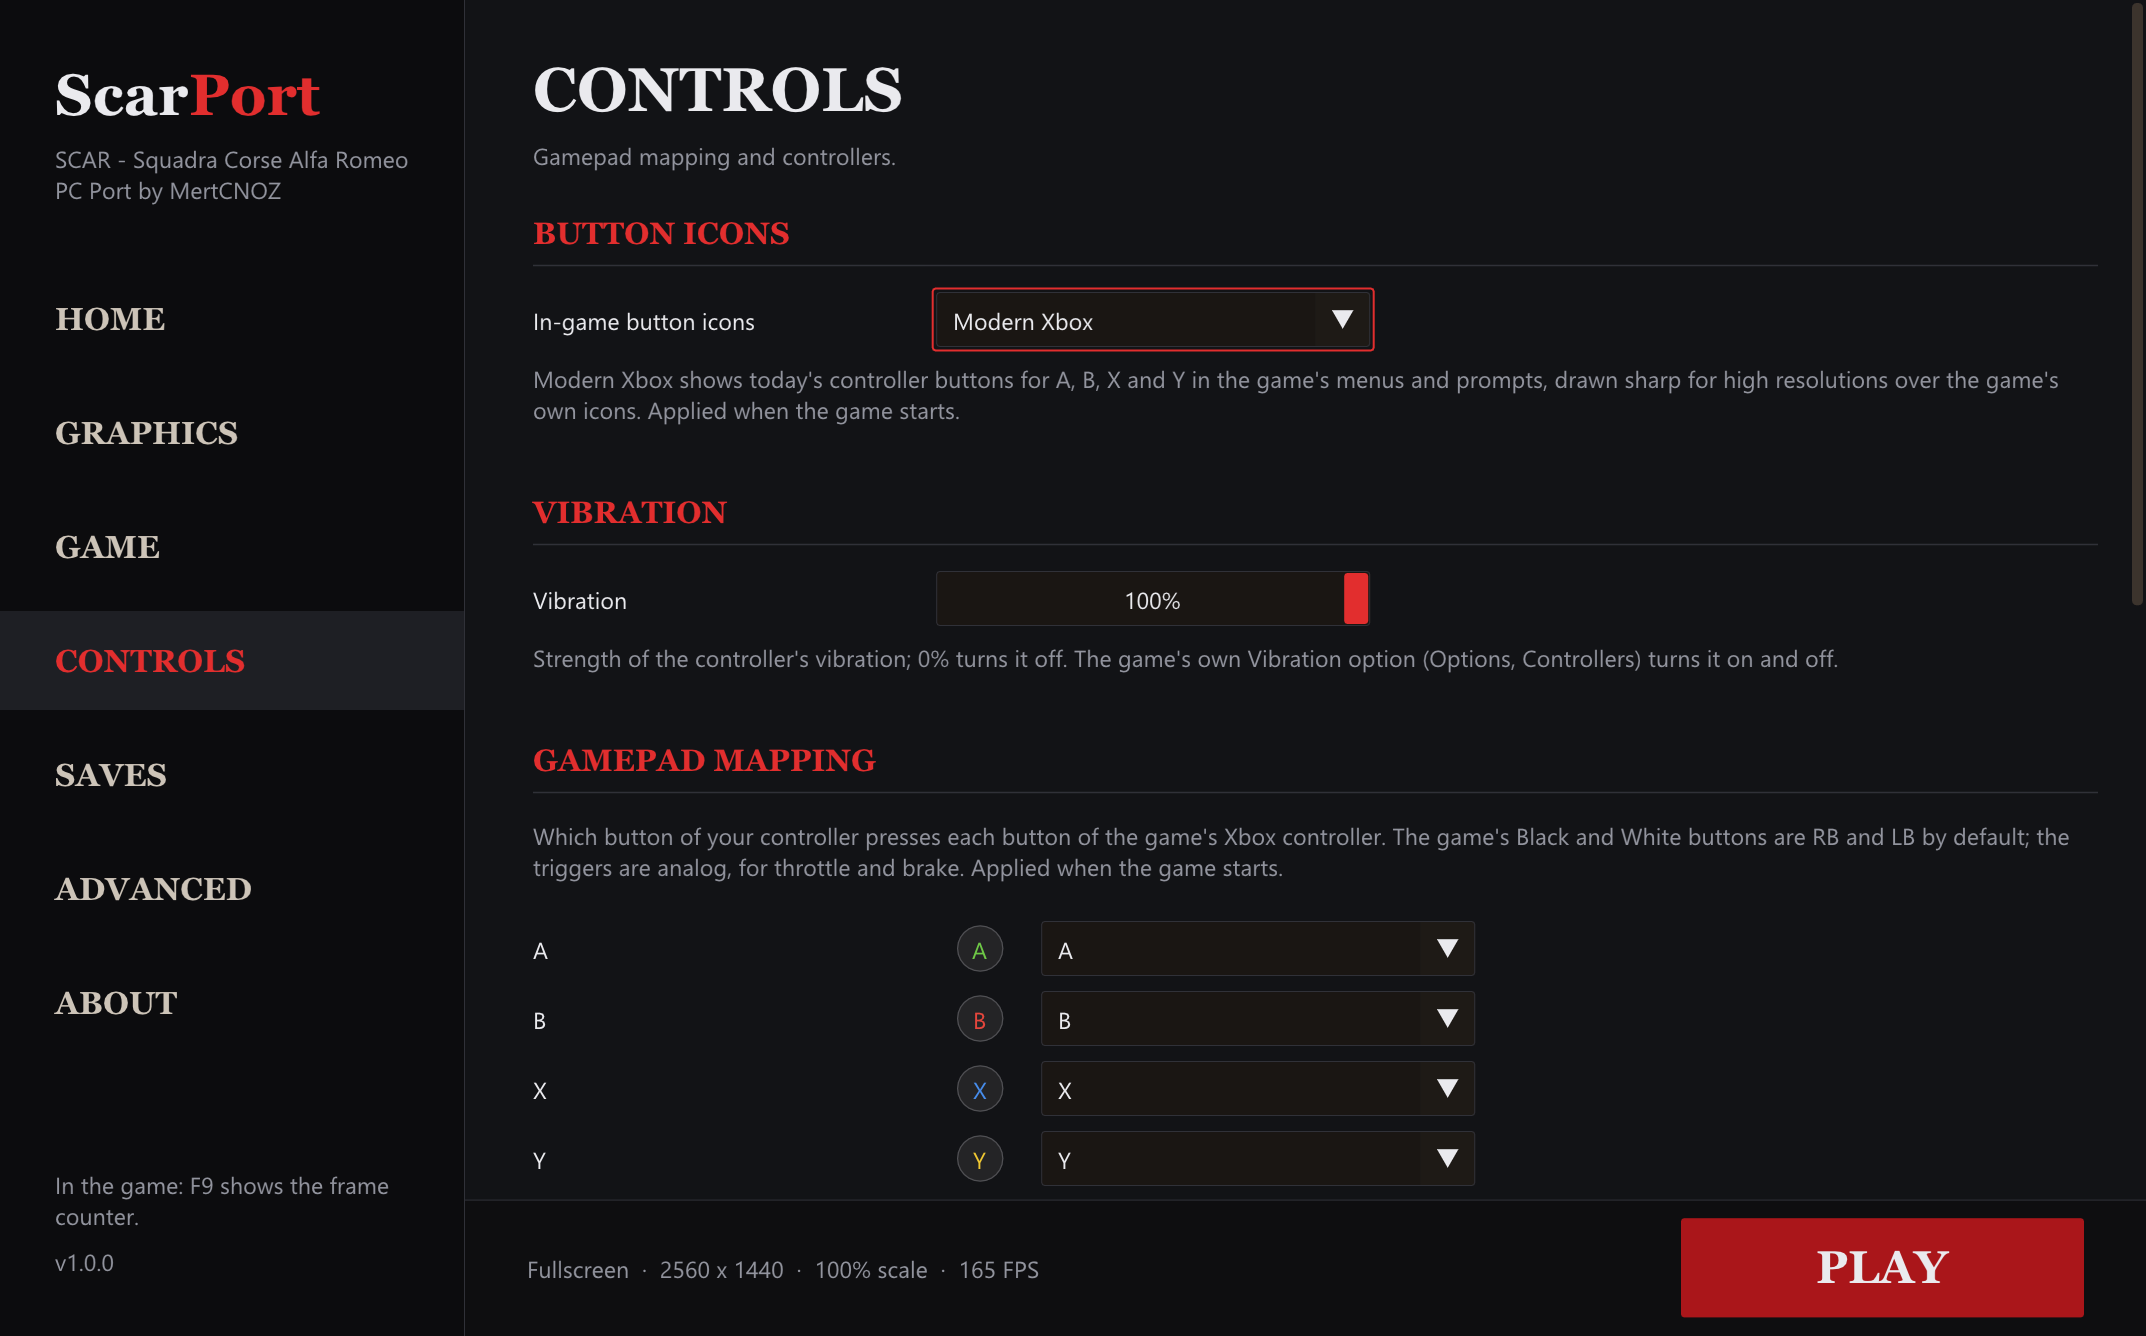 ScarPort
SCAR - Squadra Corse Alfa Romeo
PC Port by MertCNOZ
HOME
GRAPHICS
GAME
CONTROLS
SAVES
ADVANCED
ABOUT
In the game: F9 shows the frame
counter.
v1.0.0
CONTROLS
Gamepad mapping and controllers.
BUTTON ICONS
In-game button icons Modern Xbox
Modern Xbox shows today's controller buttons for A, B, X and Y in the game's menus and prompts, drawn sharp for high resolutions over the game's
own icons. Applied when the game starts.
VIBRATION
Vibration 100%
Strength of the controller's vibration; 0% turns it off. The game's own Vibration option (Options, Controllers) turns it on and off.
GAMEPAD MAPPING
Which button of your controller presses each button of the game's Xbox controller. The game's Black and White buttons are RB and LB by default; the
triggers are analog, for throttle and brake. Applied when the game starts.
A A A
B B B
X X X
Y Y Y
Fullscreen · 2560 x 1440 · 100% scale · 165 FPS
PLAY